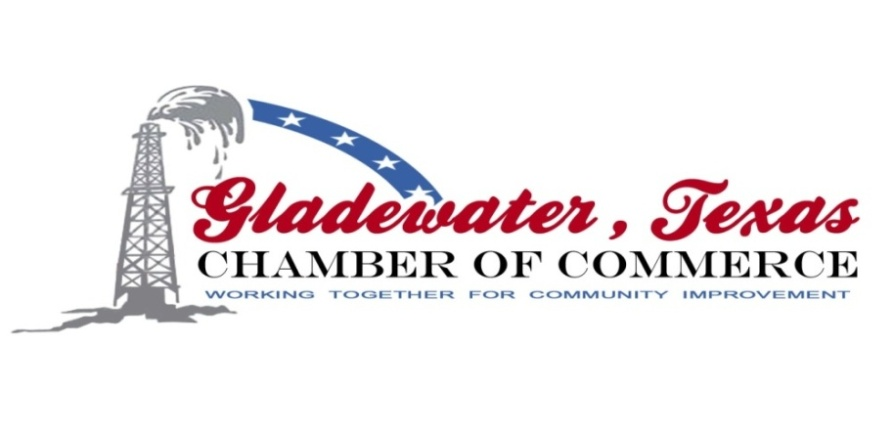 Gladewater, Texas
CHAMBER OF COMMERCE
WORKING TOGETHER FOR COMMUNITY IMPROVEMENT